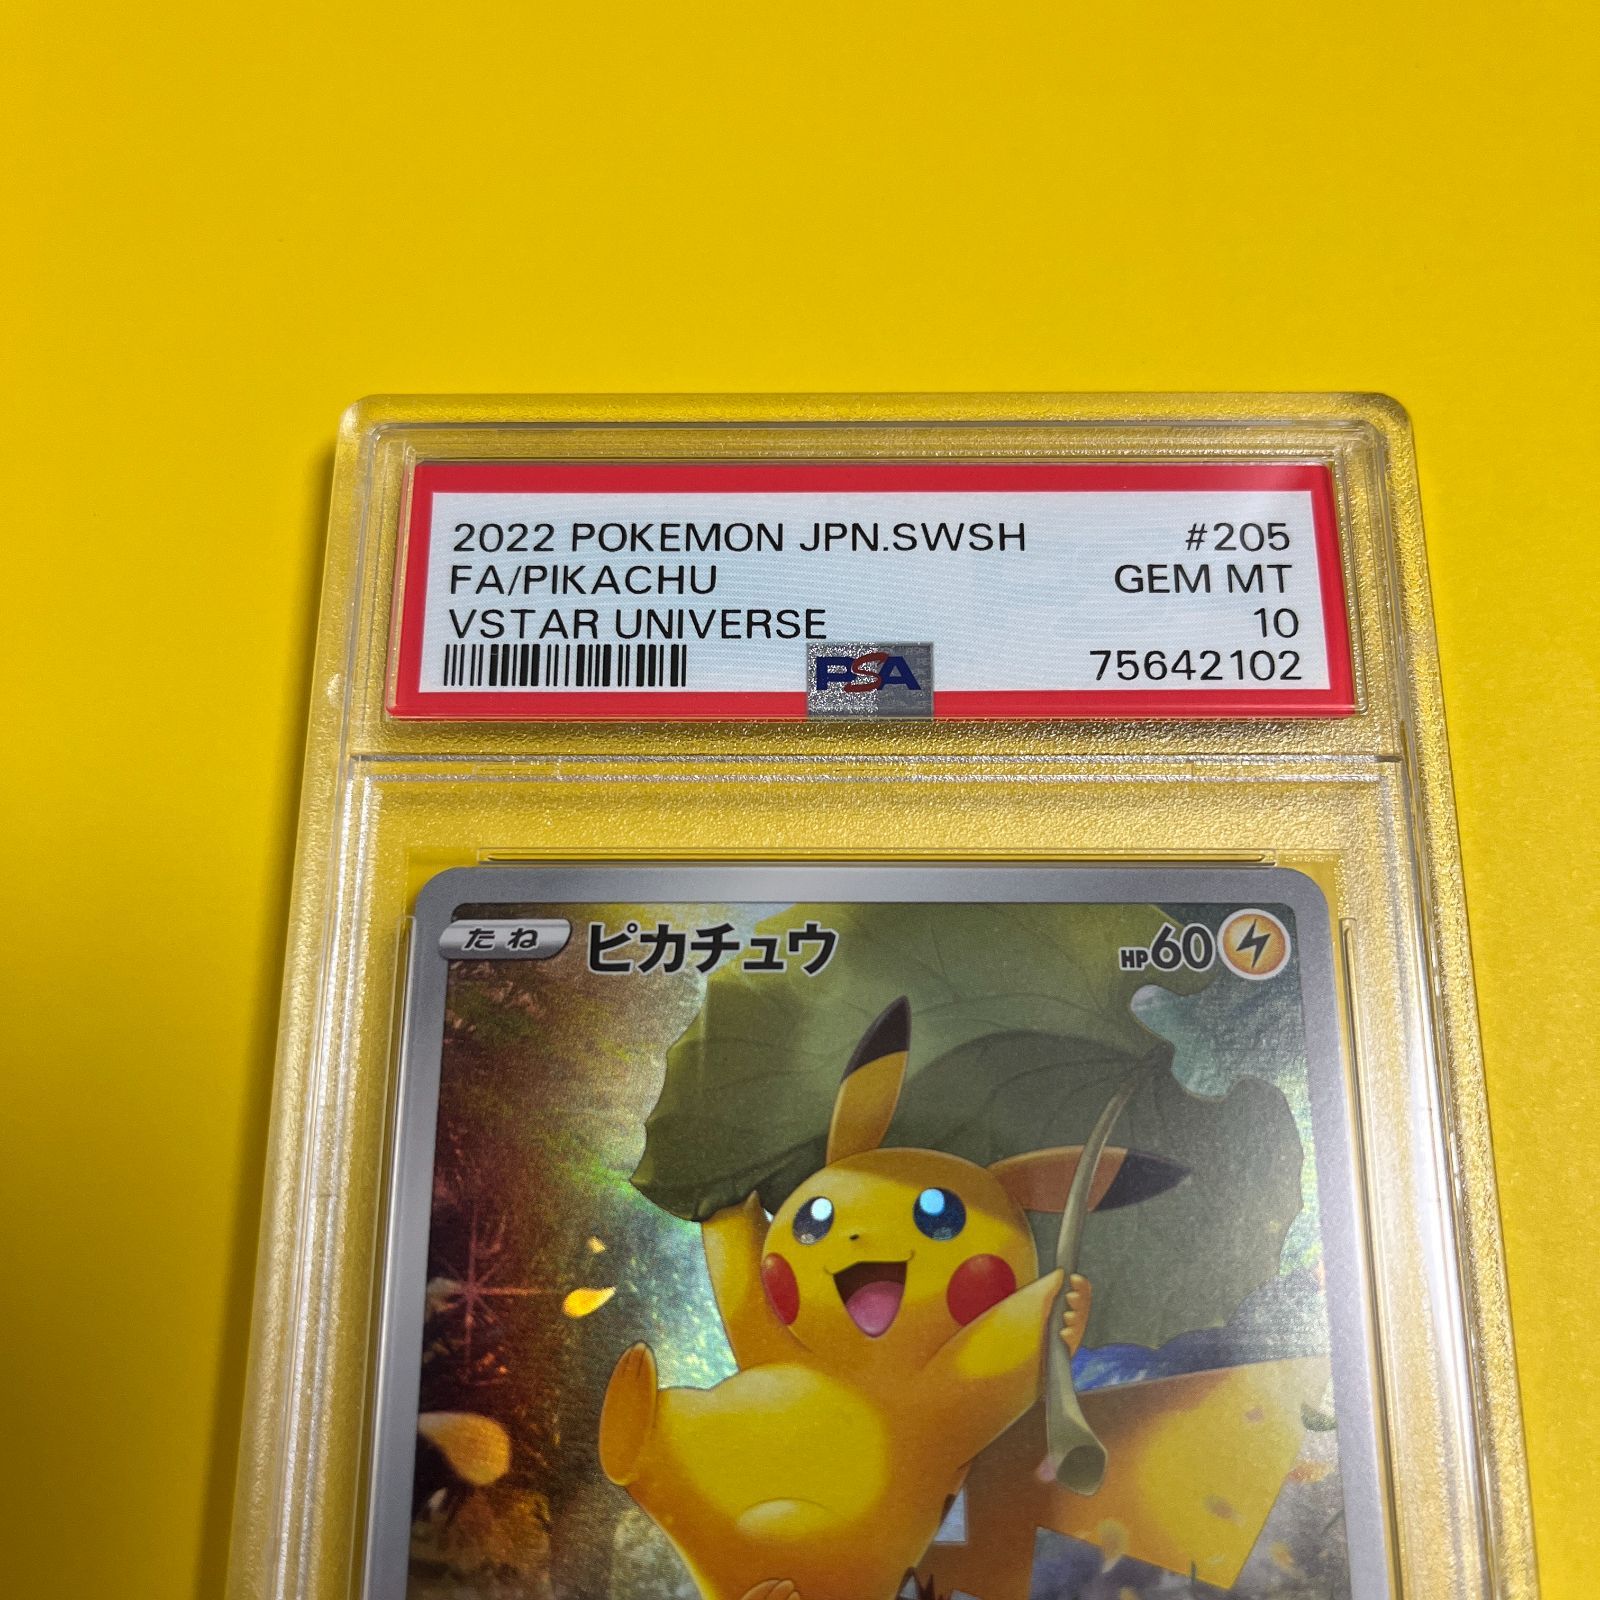 2022 POKEMON JPN.SWSH #205
FA/PIKACHU GEM MT
VSTAR UNIVERSE 10
PSA 75642102
たね ピカチュウ HP60